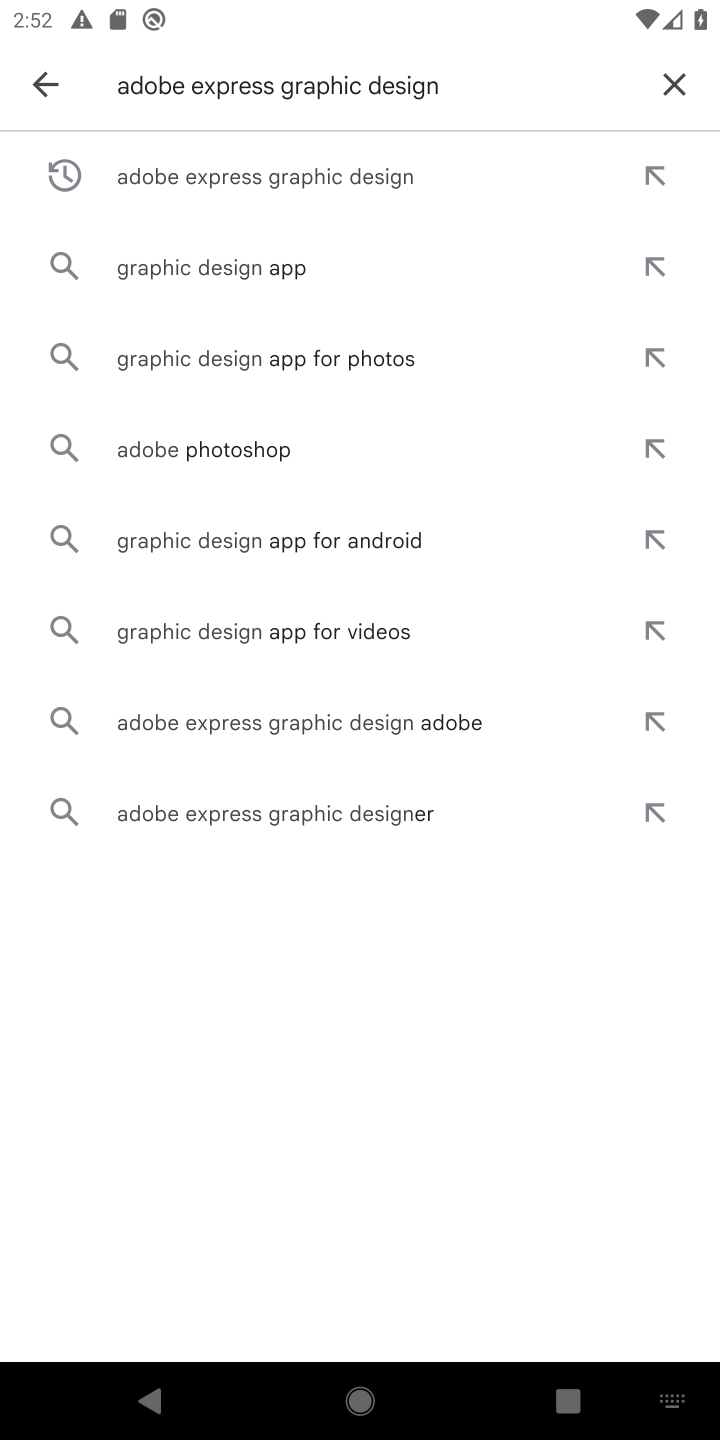 2:52
adobe express graphic design
adobe express graphic design
graphic design app
graphic design app for photos
adobe photoshop
graphic design app for android
graphic design app for videos
adobe express graphic design adobe
adobe express graphic designer